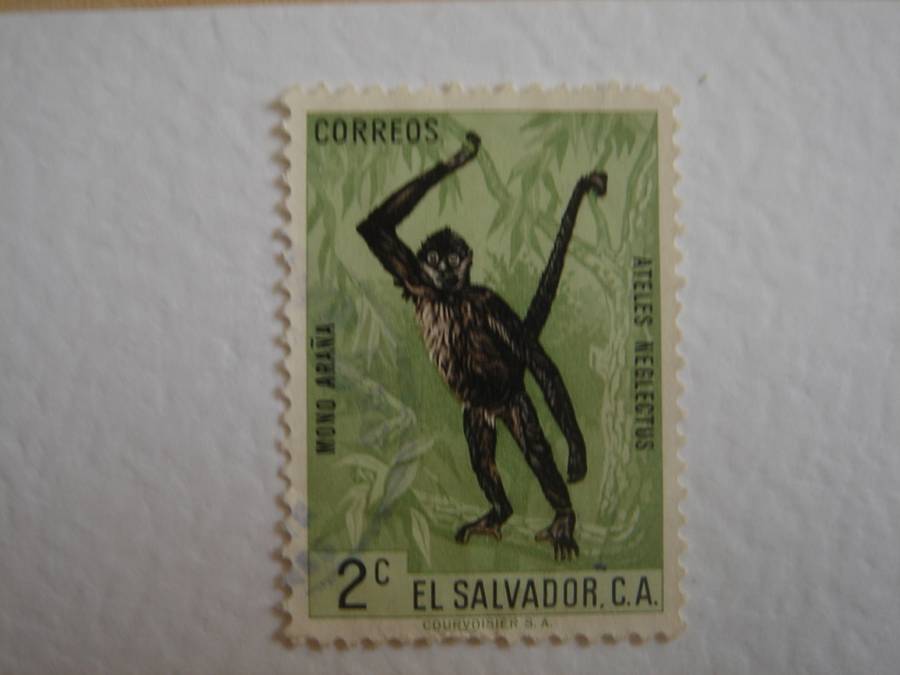 CORREOS
MONO ARAÑA
ATELES NEGLECTUS
2c
EL SALVADOR, C.A.
COURVOISIER S. A.